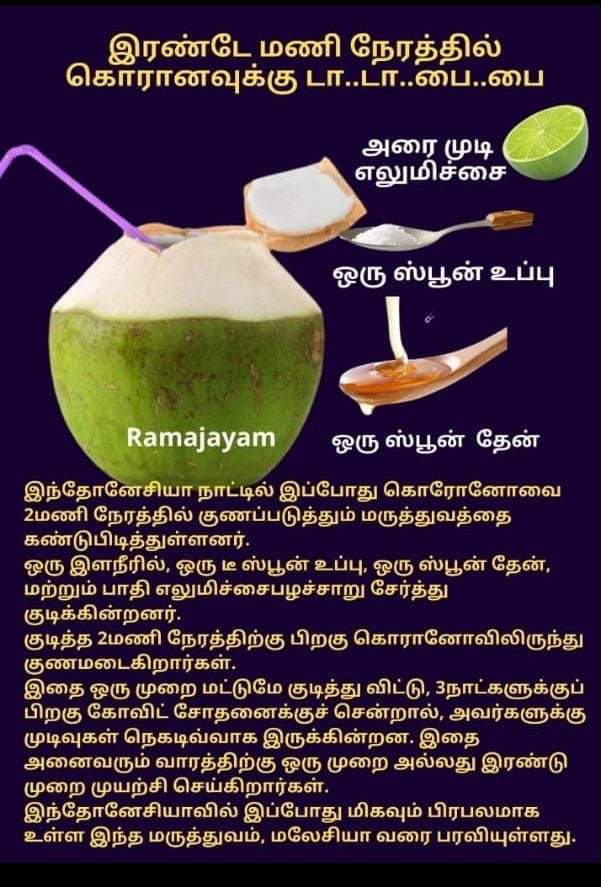 இரண்டே மணி நேரத்தில்
கொரானவுக்கு டா..டா..பை..பை
அரை முடி
எலுமிச்சை
ஒரு ஸ்பூன் உப்பு
Ramajayam
ஒரு ஸ்பூன் தேன்
இந்தோனேசியா நாட்டில் இப்போது கொரோனோவை
2மணி நேரத்தில் குணப்படுத்தும் மருத்துவத்தை
கண்டுபிடித்துள்ளனர்.
ஒரு இளநீரில், ஒரு டீ ஸ்பூன் உப்பு, ஒரு ஸ்பூன் தேன்,
மற்றும் பாதி எலுமிச்சைபழச்சாறு சேர்த்து
குடிக்கின்றனர்.
குடித்த 2மணி நேரத்திற்கு பிறகு கொரானோவிலிருந்து
குணமடைகிறார்கள்.
இதை ஒரு முறை மட்டுமே குடித்து விட்டு, 3நாட்களுக்குப்
பிறகு கோவிட் சோதனைக்குச் சென்றால், அவர்களுக்கு
முடிவுகள் நெகடிவ்வாக இருக்கின்றன. இதை
அனைவரும் வாரத்திற்கு ஒரு முறை அல்லது இரண்டு
முறை முயற்சி செய்கிறார்கள்.
இந்தோனேசியாவில் இப்போது மிகவும் பிரபலமாக
உள்ள இந்த மருத்துவம், மலேசியா வரை பரவியுள்ளது.